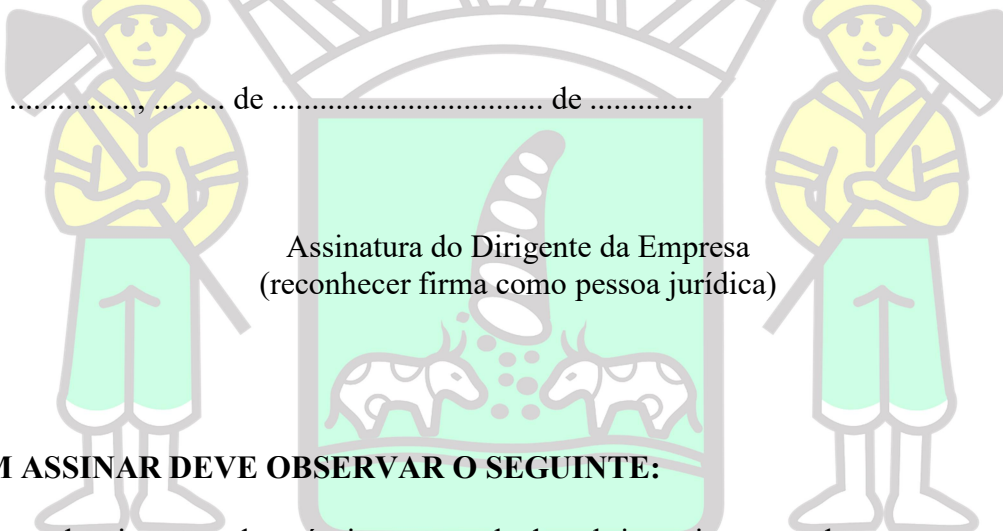 ................, ......... de .................................. de .............
Assinatura do Dirigente da Empresa
(reconhecer firma como pessoa jurídica)
M ASSINAR DEVE OBSERVAR O SEGUINTE: